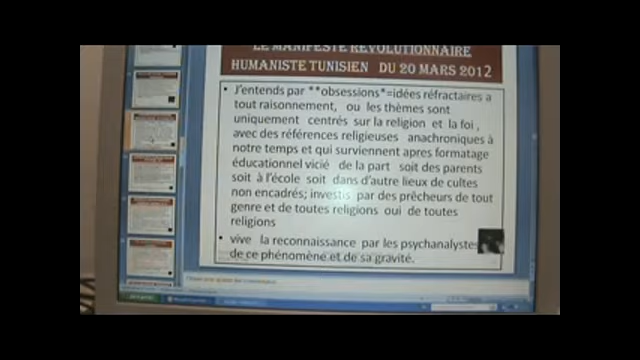 LE MANIFESTE REVOLUTIONNAIRE
HUMANISTE TUNISIEN DU 20 MARS 2012
• J'entends par **obsessions*=idées réfractaires a
tout raisonnement, ou les thèmes sont
uniquement centrés sur la religion et la foi ,
avec des références religieuses anachroniques à
notre temps et qui surviennent apres formatage
éducationnel vicié de la part soit des parents
soit à l'école soit dans d'autre lieux de cultes
non encadrés; investis par des prêcheurs de tout
genre et de toutes religions oui de toutes
religions
• vive la reconnaissance par les psychanalystes
de ce phénomène et de sa gravité.